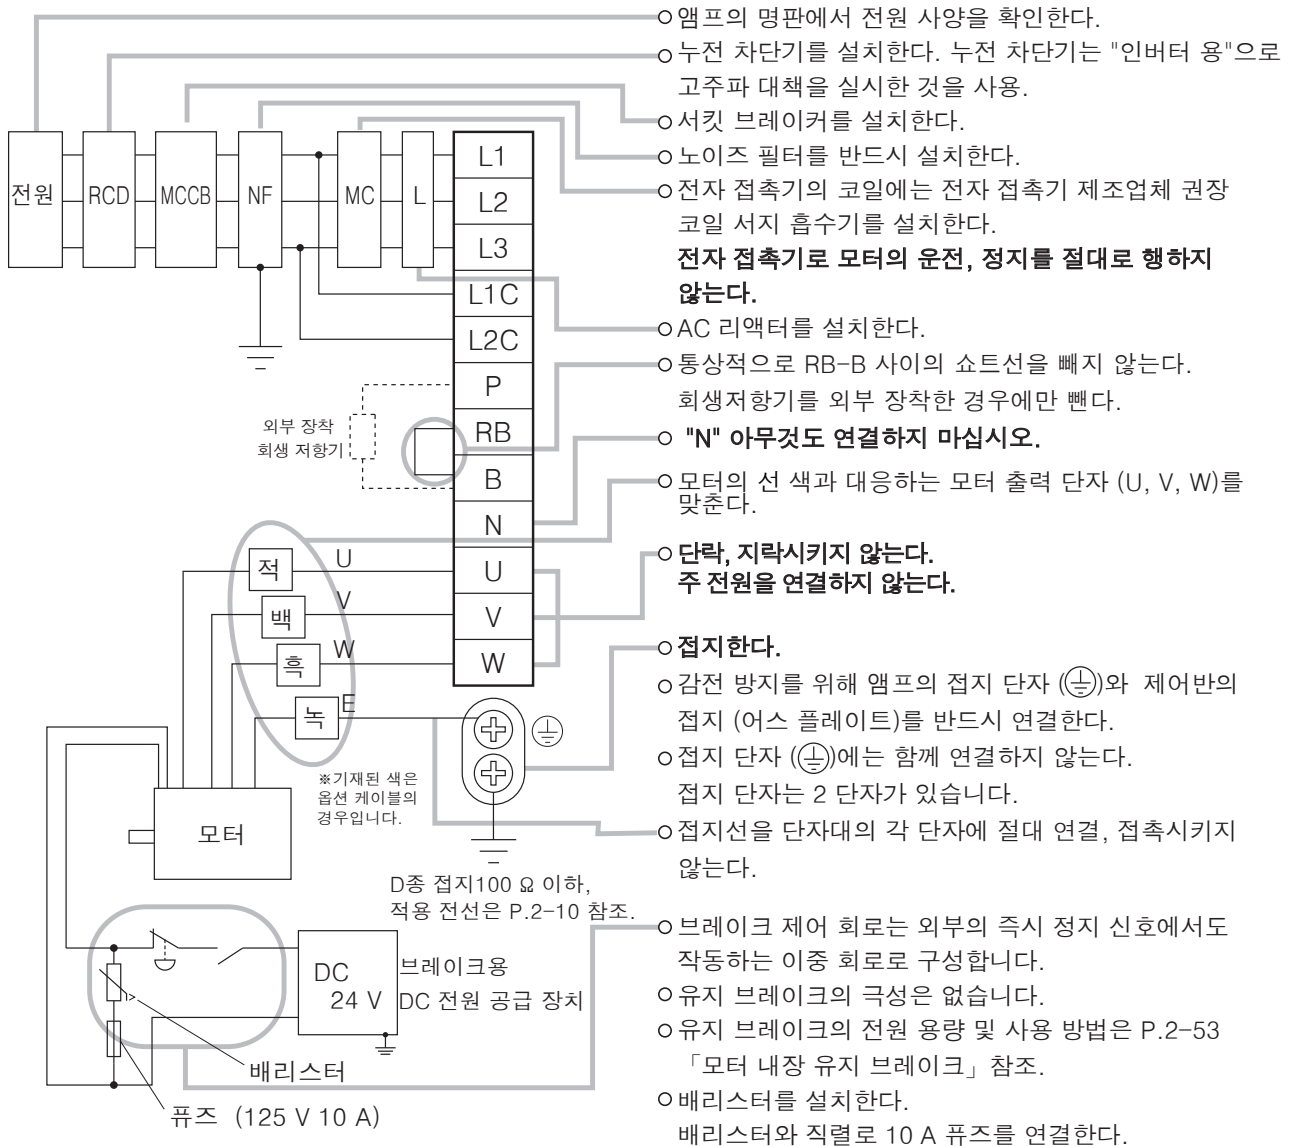 앰프의 명판에서 전원 사양을 확인한다.
누전 차단기를 설치한다. 누전 차단기는 "인버터 용"으로
고주파 대책을 실시한 것을 사용.
서킷 브레이커를 설치한다.
노이즈 필터를 반드시 설치한다.
전자 접촉기의 코일에는 전자 접촉기 제조업체 권장
코일 서지 흡수기를 설치한다.
전자 접촉기로 모터의 운전, 정지를 절대로 행하지
않는다.
AC 리액터를 설치한다.
통상적으로 RB-B 사이의 쇼트선을 빼지 않는다.
회생저항기를 외부 장착한 경우에만 뺀다.
"N" 아무것도 연결하지 마십시오.
모터의 선 색과 대응하는 모터 출력 단자 (U, V, W)를
맞춘다.
단락, 지락시키지 않는다.
주 전원을 연결하지 않는다.
접지한다.
감전 방지를 위해 앰프의 접지 단자 (⏚)와 제어반의
접지 (어스 플레이트)를 반드시 연결한다.
접지 단자 (⏚)에는 함께 연결하지 않는다.
접지 단자는 2 단자가 있습니다.
접지선을 단자대의 각 단자에 절대 연결, 접촉시키지
않는다.
브레이크 제어 회로는 외부의 즉시 정지 신호에서도
작동하는 이중 회로로 구성합니다.
유지 브레이크의 극성은 없습니다.
유지 브레이크의 전원 용량 및 사용 방법은 P.2-53
「모터 내장 유지 브레이크」참조.
배리스터를 설치한다.
배리스터와 직렬로 10 A 퓨즈를 연결한다.
전원
RCD
MCCB
NF
MC
L
L1
L2
L3
L1C
L2C
P
RB
B
N
U
V
W
외부 장착
회생 저항기
적
U
백
V
흑
W
녹
E
※기재된 색은
옵션 케이블의
경우입니다.
모터
D종 접지100 Ω 이하,
적용 전선은 P.2-10 참조.
DC
24 V
브레이크용
DC 전원 공급 장치
배리스터
퓨즈 (125 V 10 A)